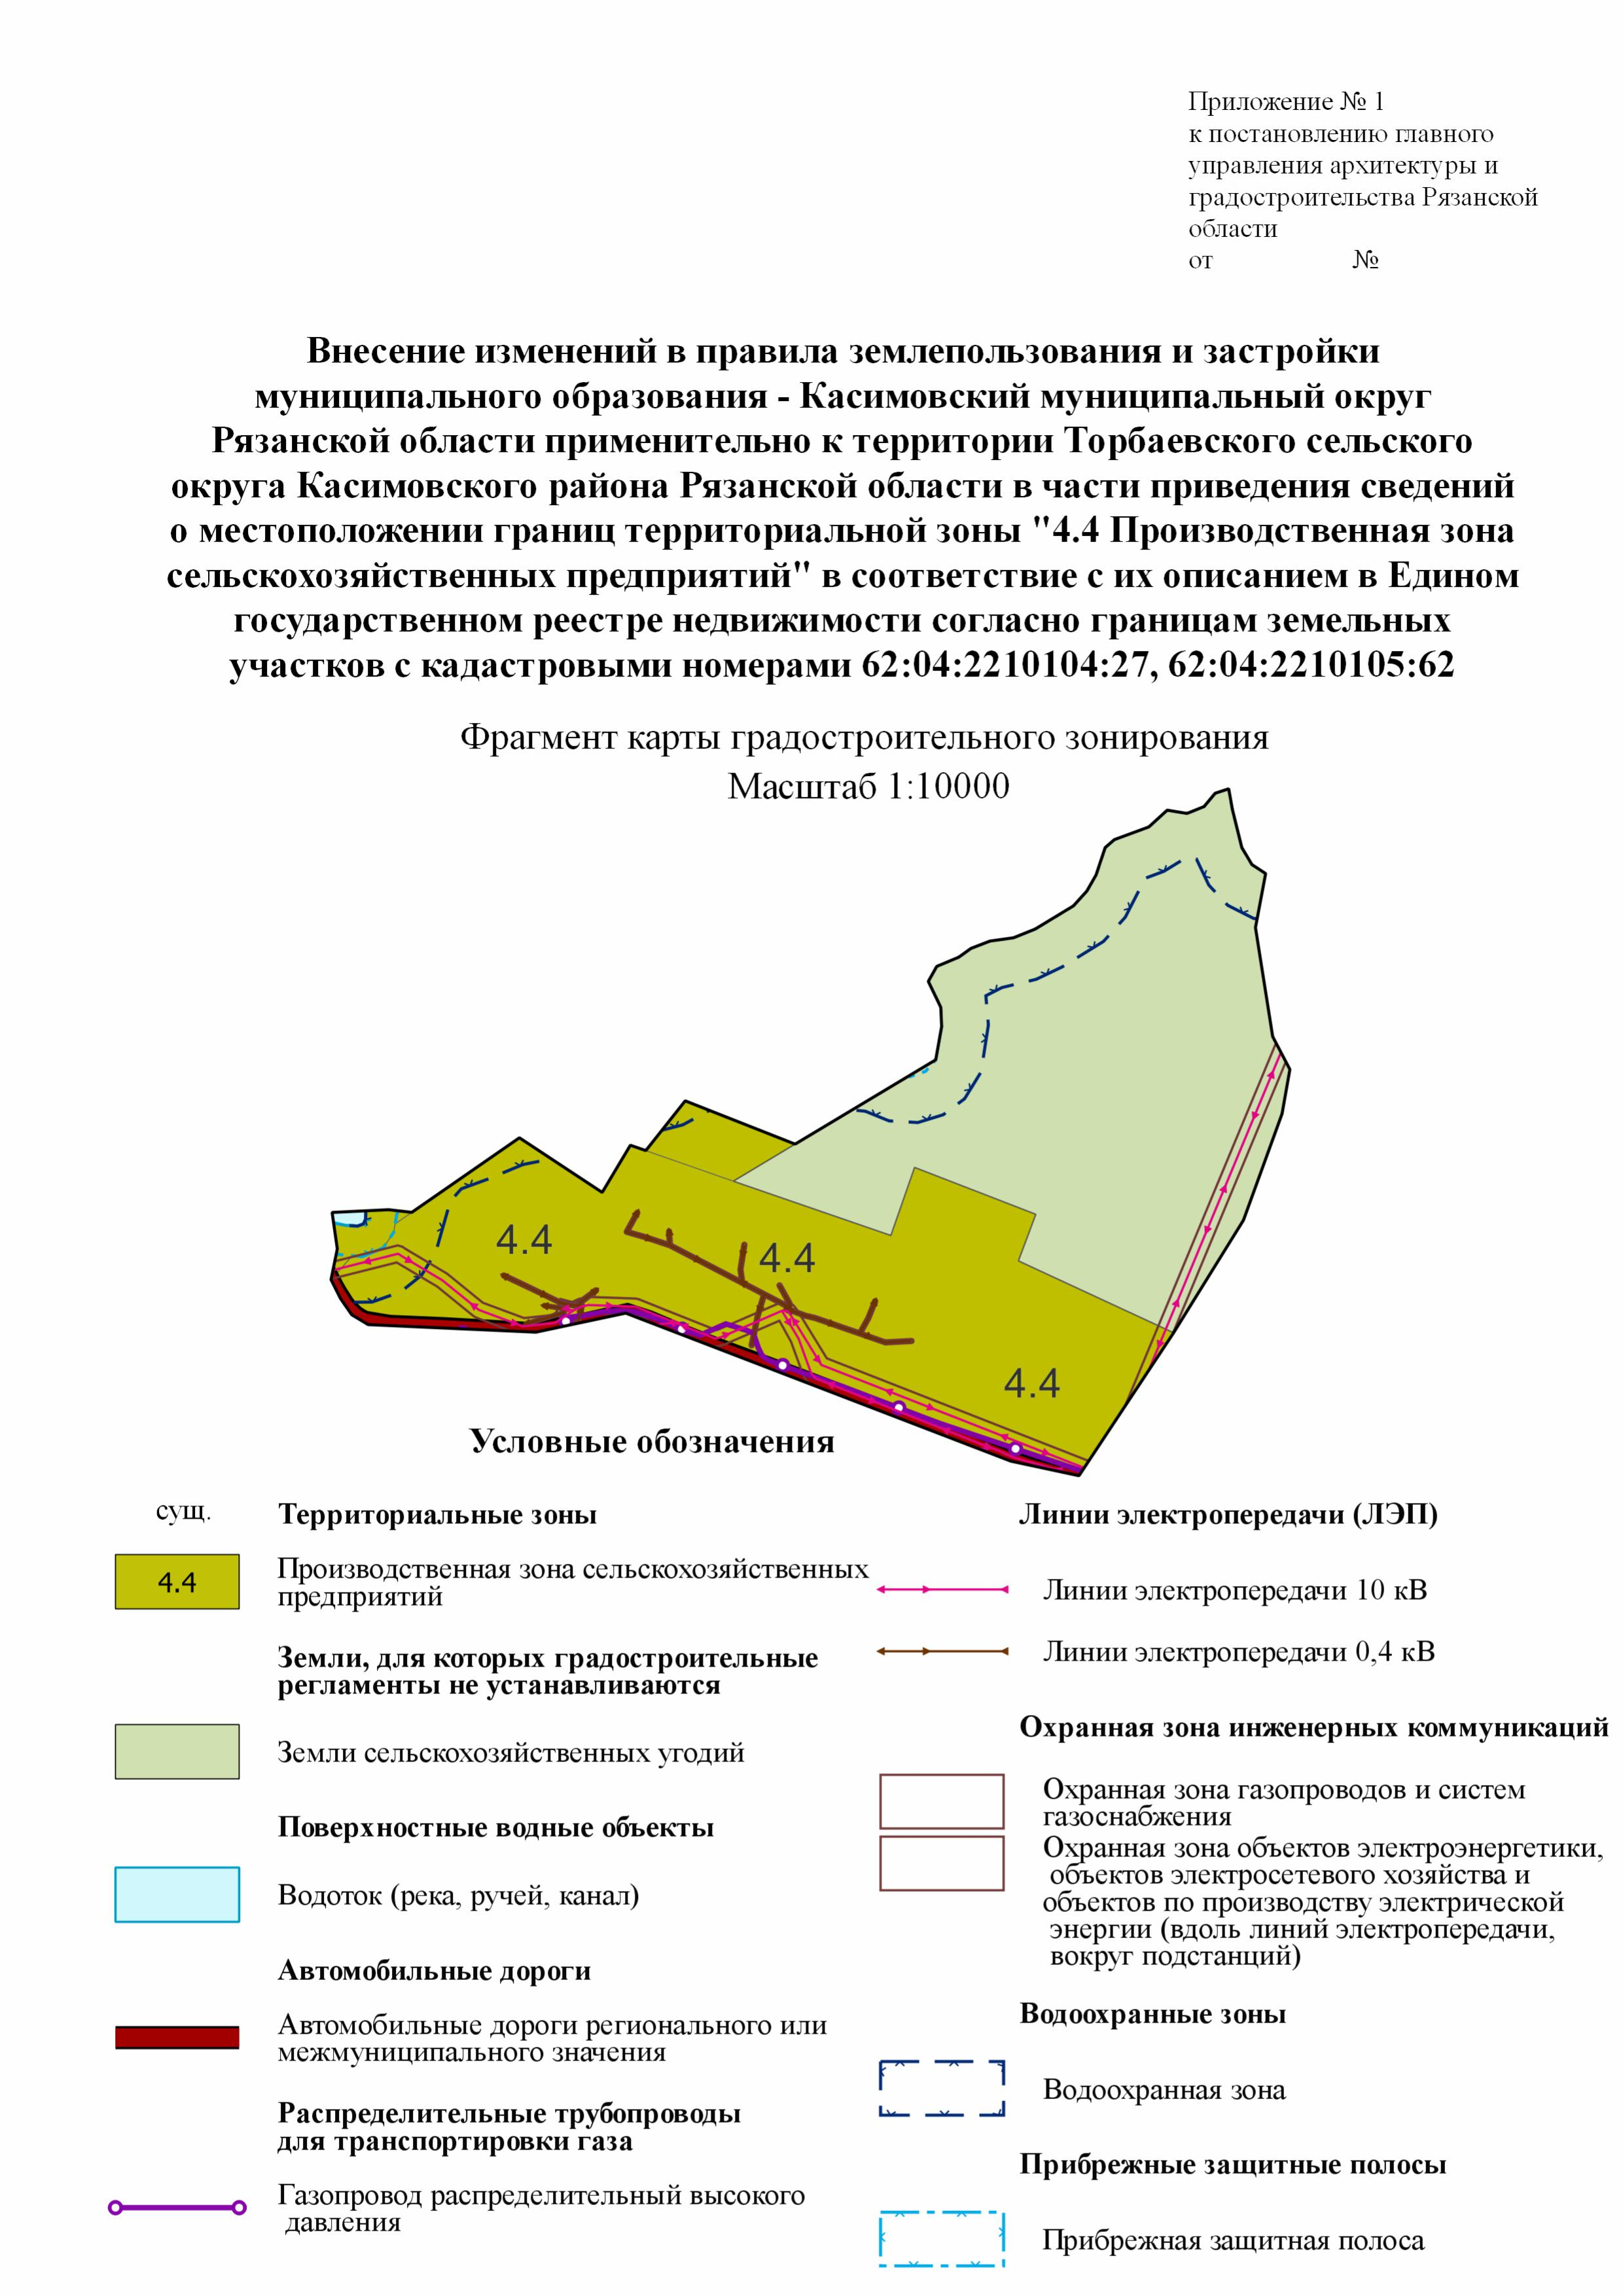 Приложение № 1
к постановлению главного
управления архитектуры и
градостроительства Рязанской
области
от №
Внесение изменений в правила землепользования и застройки
муниципального образования - Касимовский муниципальный округ
Рязанской области применительно к территории Торбаевского сельского
округа Касимовского района Рязанской области в части приведения сведений
о местоположении границ территориальной зоны "4.4 Производственная зона
сельскохозяйственных предприятий" в соответствие с их описанием в Едином
государственном реестре недвижимости согласно границам земельных
участков с кадастровыми номерами 62:04:2210104:27, 62:04:2210105:62
Фрагмент карты градостроительного зонирования
Масштаб 1:10000
4.4
4.4
4.4
Условные обозначения
сущ.
Территориальные зоны
4.4
Производственная зона сельскохозяйственных
предприятий
Земли, для которых градостроительные
регламенты не устанавливаются
Земли сельскохозяйственных угодий
Поверхностные водные объекты
Водоток (река, ручей, канал)
Автомобильные дороги
Автомобильные дороги регионального или
межмуниципального значения
Распределительные трубопроводы
для транспортировки газа
Газопровод распределительный высокого
давления
Линии электропередачи (ЛЭП)
Линии электропередачи 10 кВ
Линии электропередачи 0,4 кВ
Охранная зона инженерных коммуникаций
Охранная зона газопроводов и систем
газоснабжения
Охранная зона объектов электроэнергетики,
объектов электросетевого хозяйства и
объектов по производству электрической
энергии (вдоль линий электропередачи,
вокруг подстанций)
Водоохранные зоны
Водоохранная зона
Прибрежные защитные полосы
Прибрежная защитная полоса